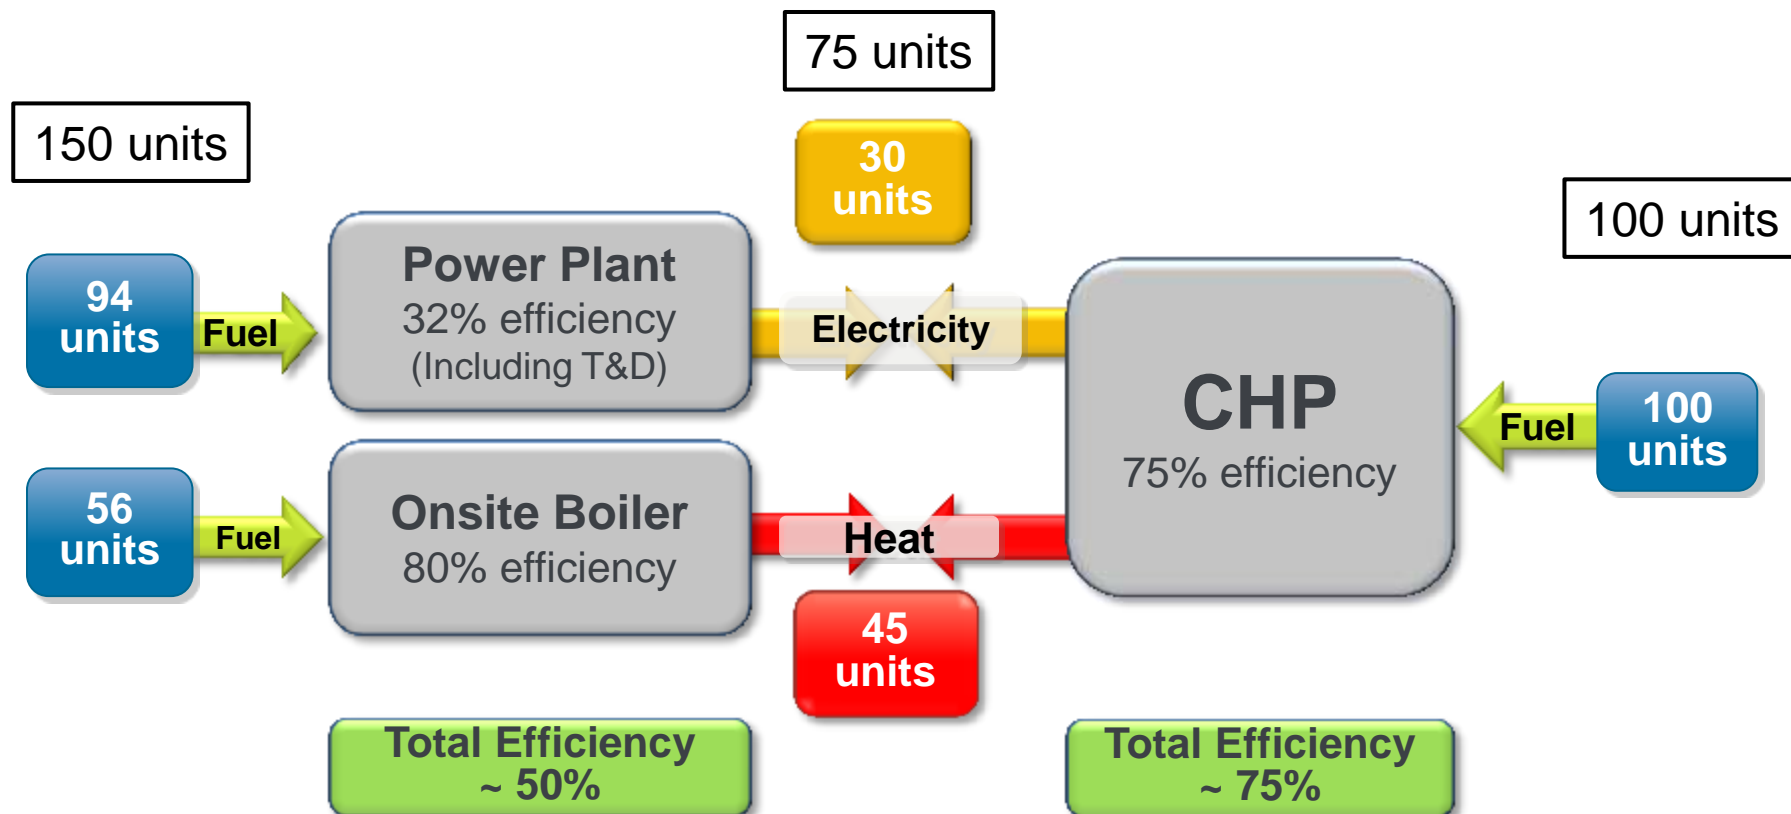 75 units
150 units
30
units
100 units
94
units
Fuel
Power Plant
32% efficiency
(Including T&D)
Electricity
CHP
75% efficiency
Fuel
100
units
56
units
Fuel
Onsite Boiler
80% efficiency
Heat
45
units
Total Efficiency
~ 50%
Total Efficiency
~ 75%